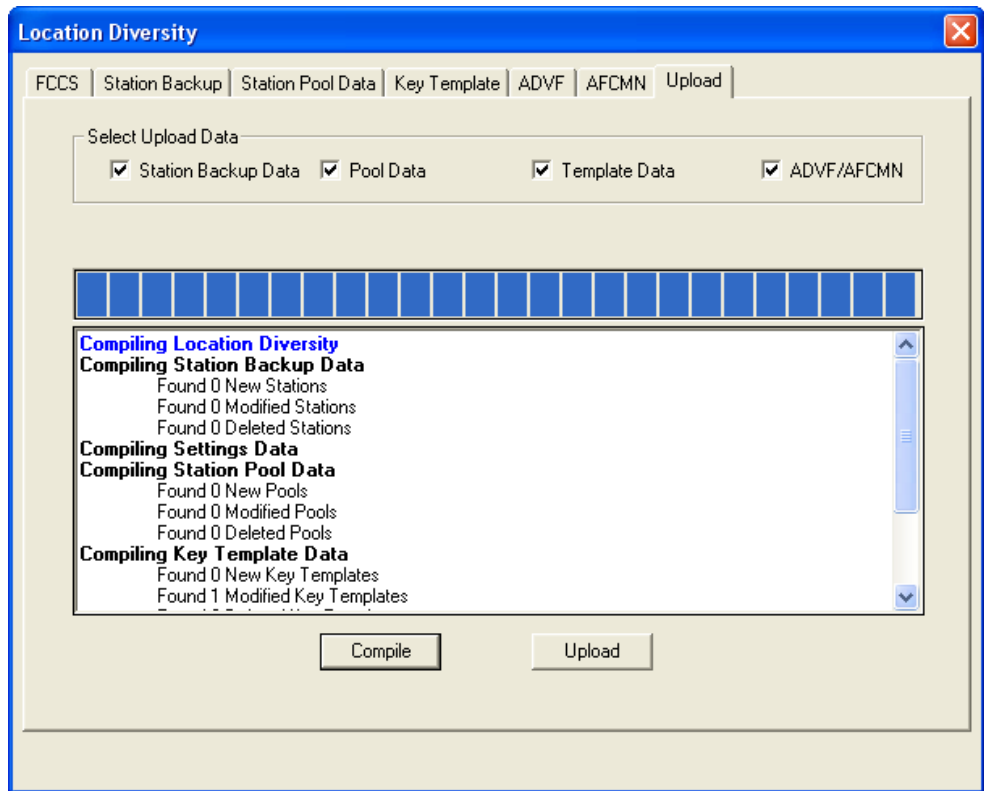 Location Diversity
FCCS Station Backup Station Pool Data Key Template ADVF AFCMN Upload
Select Upload Data
Station Backup Data Pool Data Template Data ADVF/AFCMN
Compiling Location Diversity
Compiling Station Backup Data
Found 0 New Stations
Found 0 Modified Stations
Found 0 Deleted Stations
Compiling Settings Data
Compiling Station Pool Data
Found 0 New Pools
Found 0 Modified Pools
Found 0 Deleted Pools
Compiling Key Template Data
Found 0 New Key Templates
Found 1 Modified Key Templates
Compile Upload